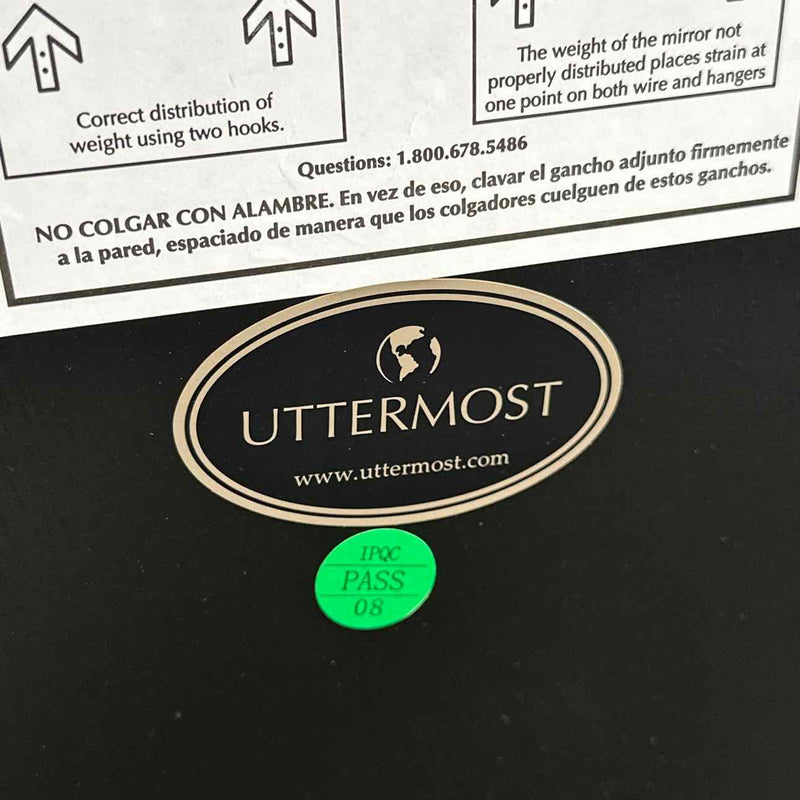 Correct distribution of
weight using two hooks.
The weight of the mirror not
properly distributed places strain at
one point on both wire and hangers
Questions: 1.800.678.5486
NO COLGAR CON ALAMBRE. En vez de eso, clavar el gancho adjunto firmemente
a la pared, espaciado de manera que los colgadores cuelguen de estos ganchos.
UTTERMOST
www.uttermost.com
IPQC
PASS
08